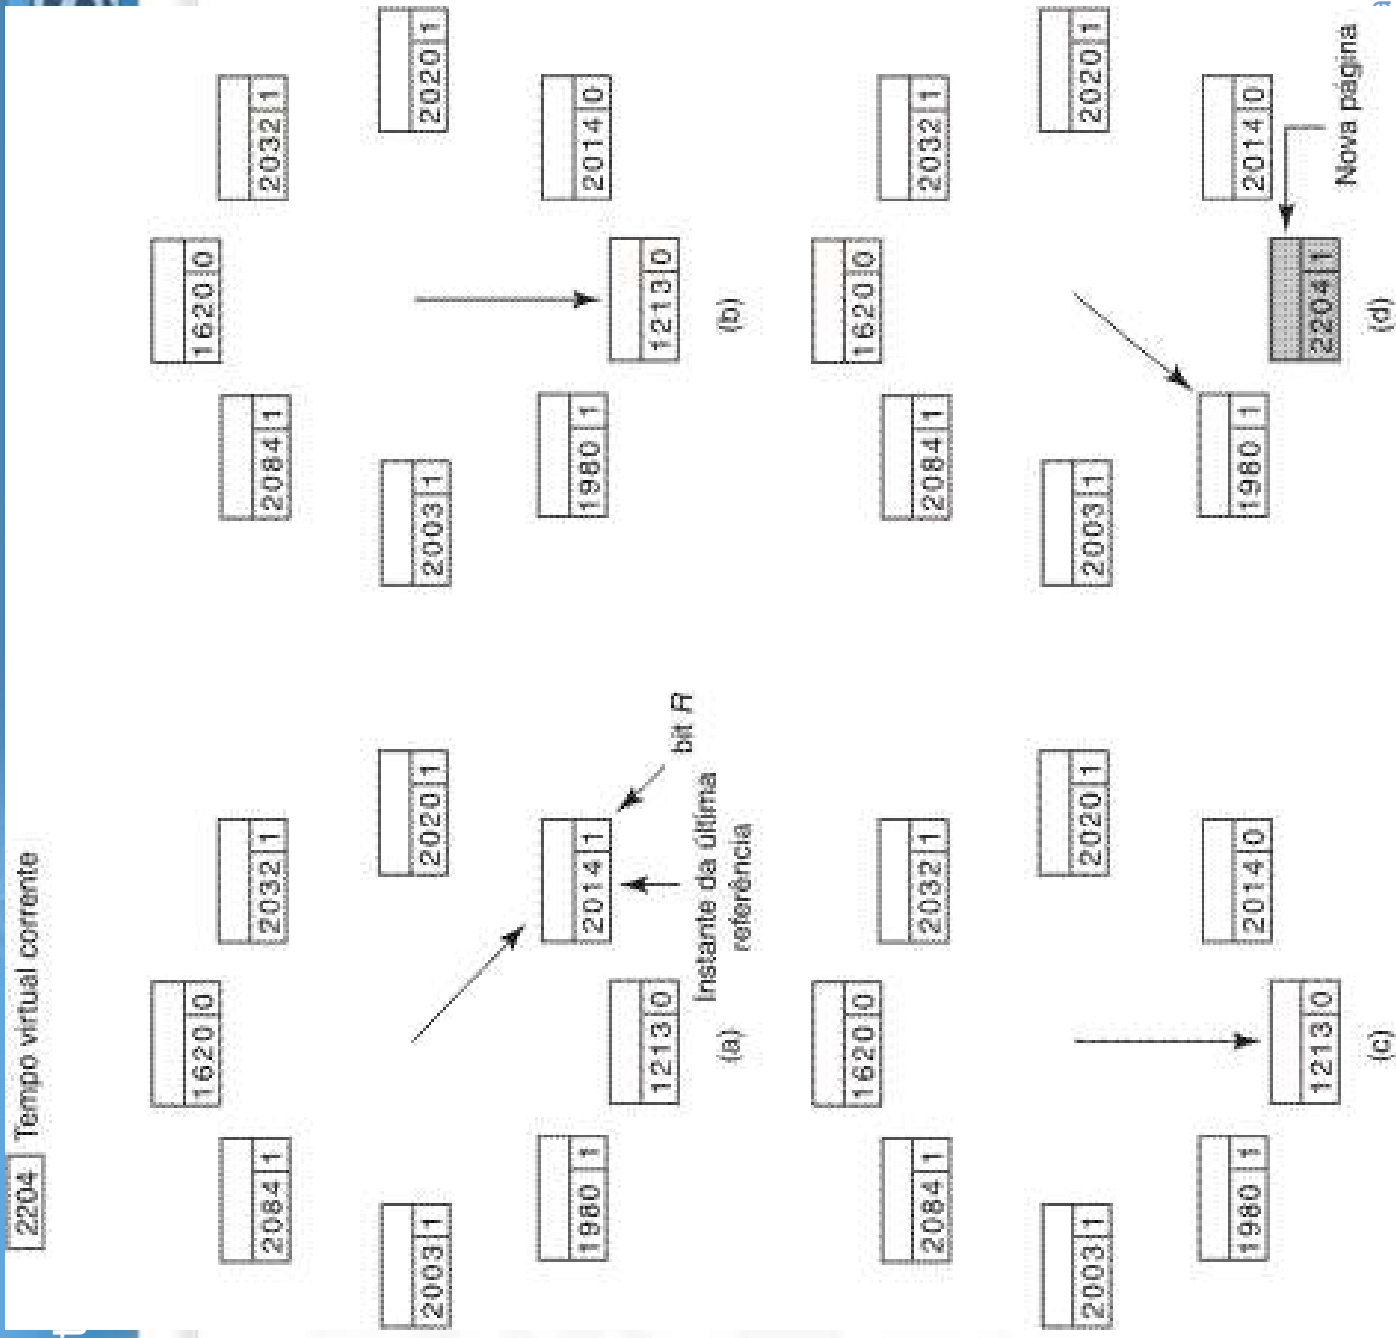 2204 Tempo virtual corrente
1620 0
2084 1 2032 1
2003 1 2020 1
1980 1 2014 1
1213 0
bit R
Instante da última
referência
(a)
1620 0
2084 1 2032 1
2003 1 2020 1
1980 1 2014 0
1213 0
(b)
1620 0
2084 1 2032 1
2003 1 2020 1
1980 1 2014 0
1213 0
(c)
1620 0
2084 1 2032 1
2003 1 2020 1
1980 1 2014 0
2204 1
Nova página
(d)